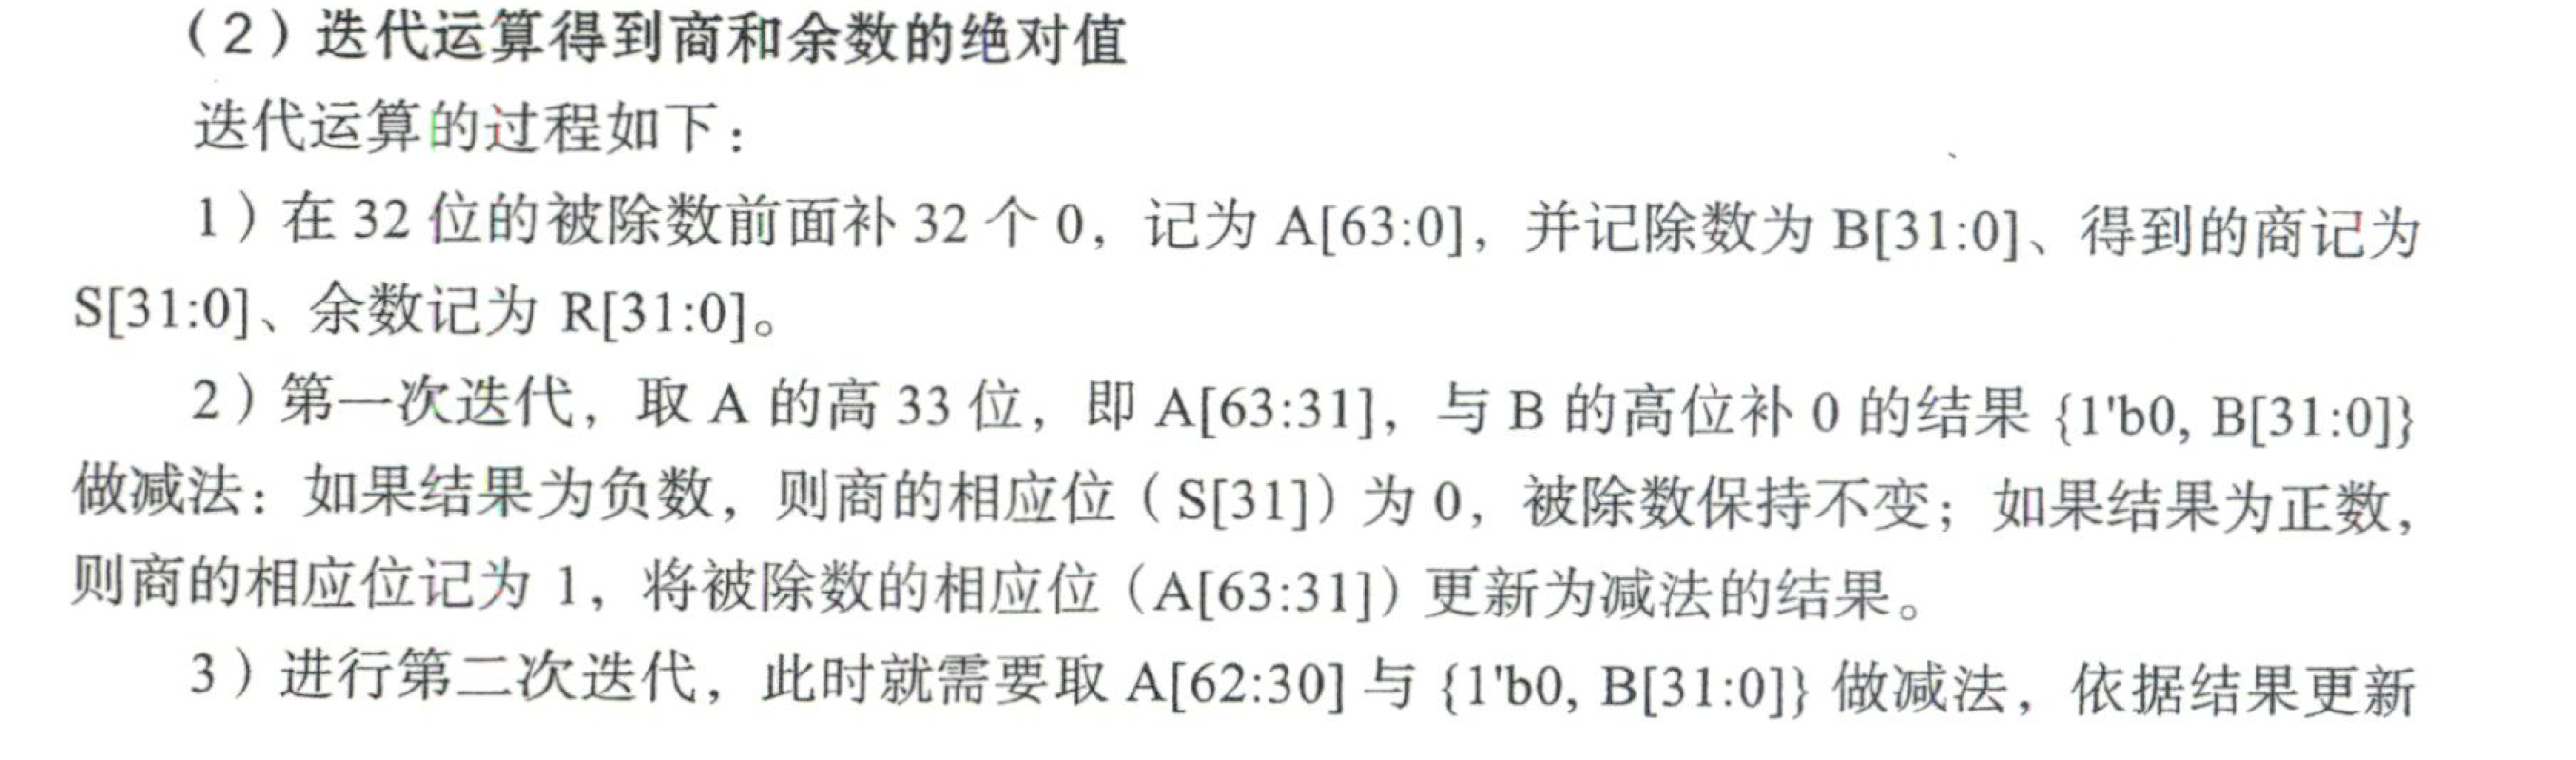 （2）迭代运算得到商和余数的绝对值
迭代运算的过程如下：
1）在 32 位的被除数前面补 32 个 0，记为 A[63:0]，并记除数为 B[31:0]、得到的商记为
S[31:0]、余数记为 R[31:0]。
2）第一次迭代，取 A 的高 33 位，即 A[63:31]，与 B 的高位补 0 的结果 {1'b0, B[31:0]}
做减法：如果结果为负数，则商的相应位（S[31]）为 0，被除数保持不变；如果结果为正数，
则商的相应位记为 1，将被除数的相应位（A[63:31]）更新为减法的结果。
3）进行第二次迭代，此时就需要取 A[62:30] 与 {1'b0, B[31:0]} 做减法，依据结果更新